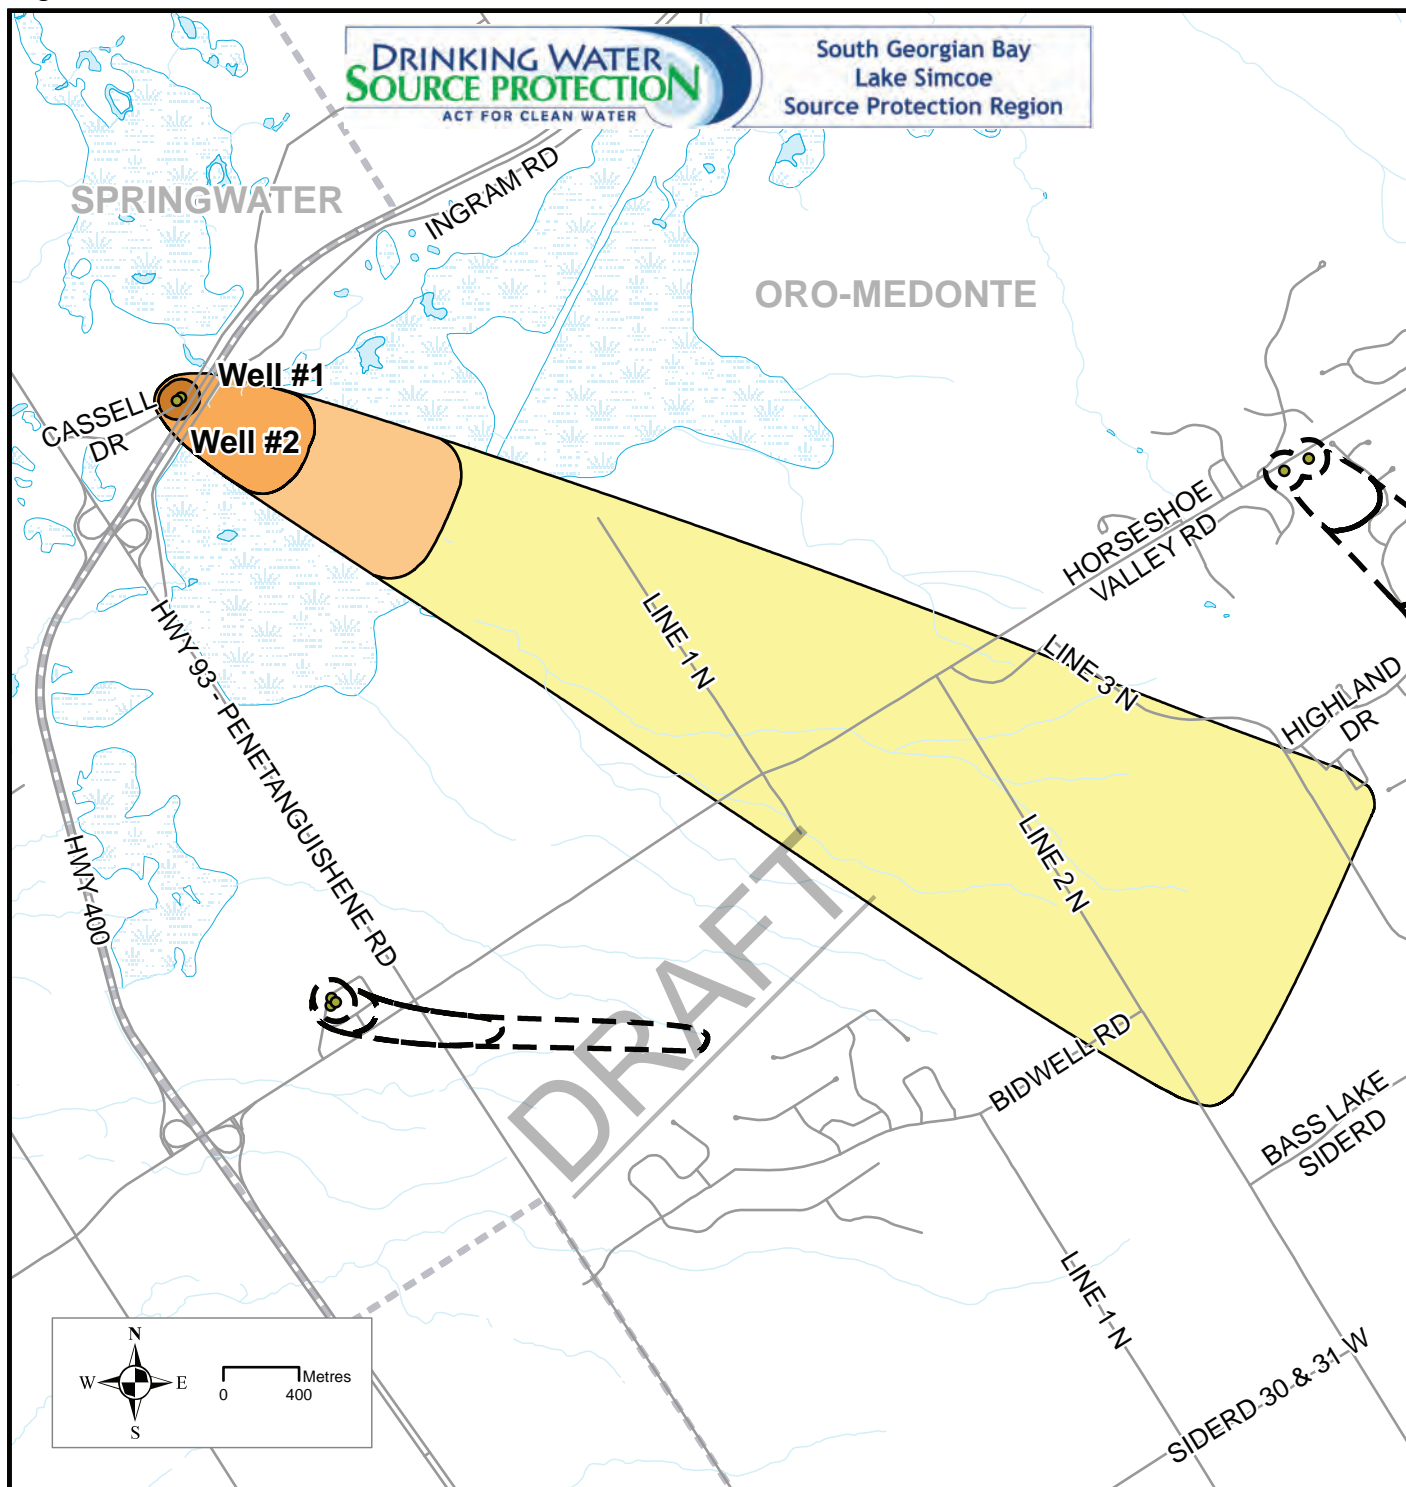 DRINKING WATER
SOURCE PROTECTION
ACT FOR CLEAN WATER
South Georgian Bay
Lake Simcoe
Source Protection Region
SPRINGWATER
INGRAM RD
ORO-MEDONTE
Well #1
CASSELL
DR
Well #2
HORSESHOE
VALLEY RD
LINE 1 N
LINE 3 N
HIGHLAND
DR
HWY 93 - PENETANGUISHENE RD
HWY 400
LINE 2 N
DRAFT
BIDWELL RD
BASS LAKE
SIDERD
LINE 1 N
SIDERD 30 & 31 W
N
W E
S
0 400 Metres